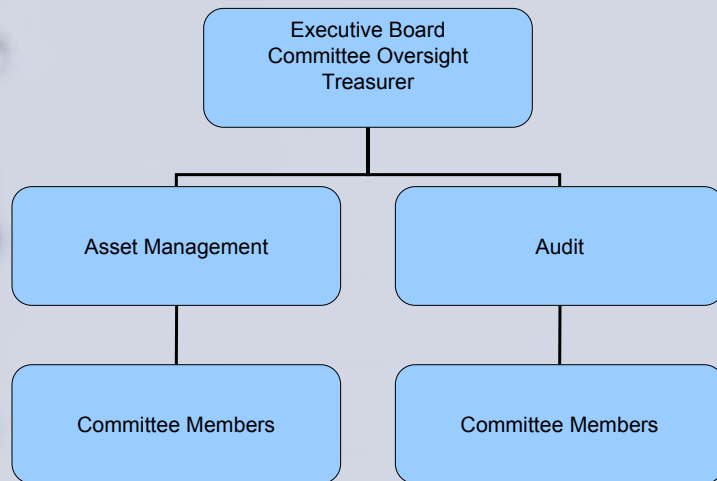 Executive Board
Committee Oversight
Treasurer
Asset Management
Audit
Committee Members
Committee Members